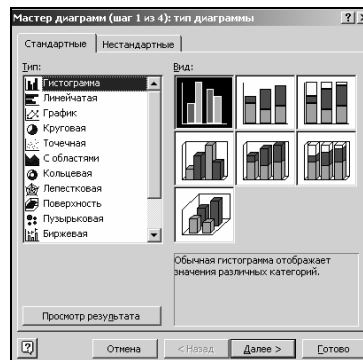 Мастер диаграмм (шаг 1 из 4): тип диаграммы
Стандартные
Нестандартные
Тип:
Гистограмма
Линейчатая
График
Круговая
Точечная
С областями
Кольцевая
Лепестковая
Поверхность
Пузырьковая
Биржевая
Вид:
Обычная гистограмма отображает
значения различных категорий.
Просмотр результата
Отмена
< Назад
Далее >
Готово